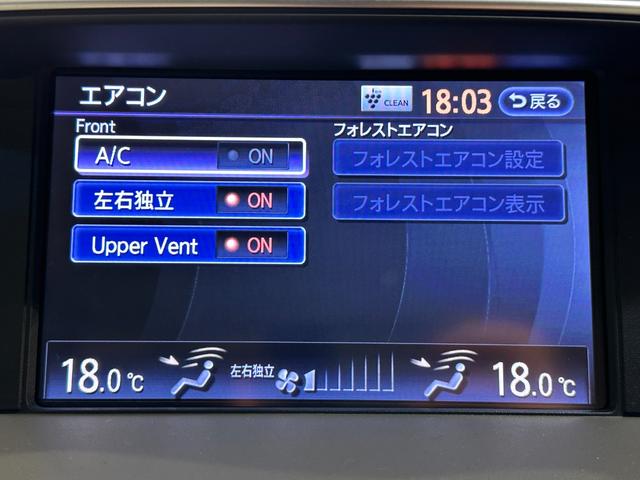 エアコン
CLEAN
18:03
戻る
Front
フォレストエアコン
A/C ON
フォレストエアコン設定
左右独立 ON
フォレストエアコン表示
Upper Vent ON
18.0℃
左右独立
18.0℃